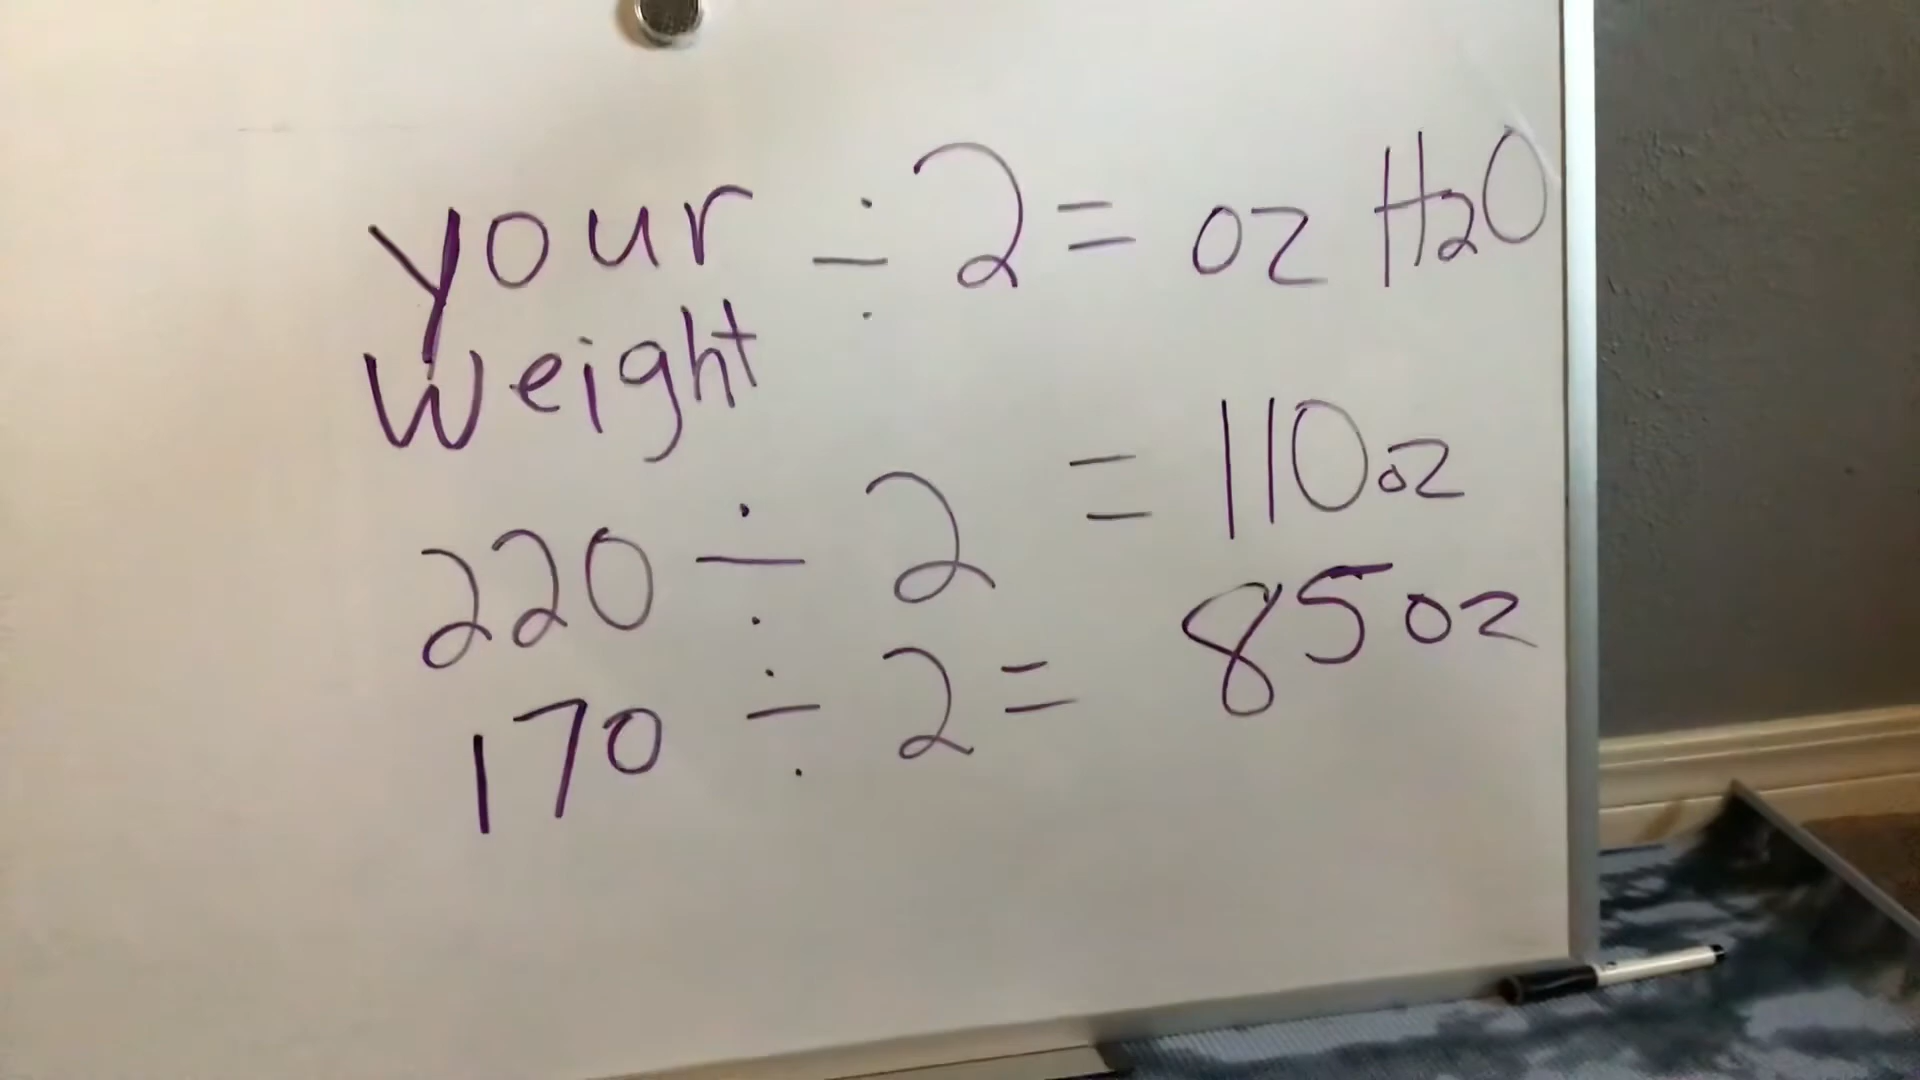 your ÷ 2 = oz H2O
weight
220 ÷ 2 = 110oz
170 ÷ 2 = 85oz